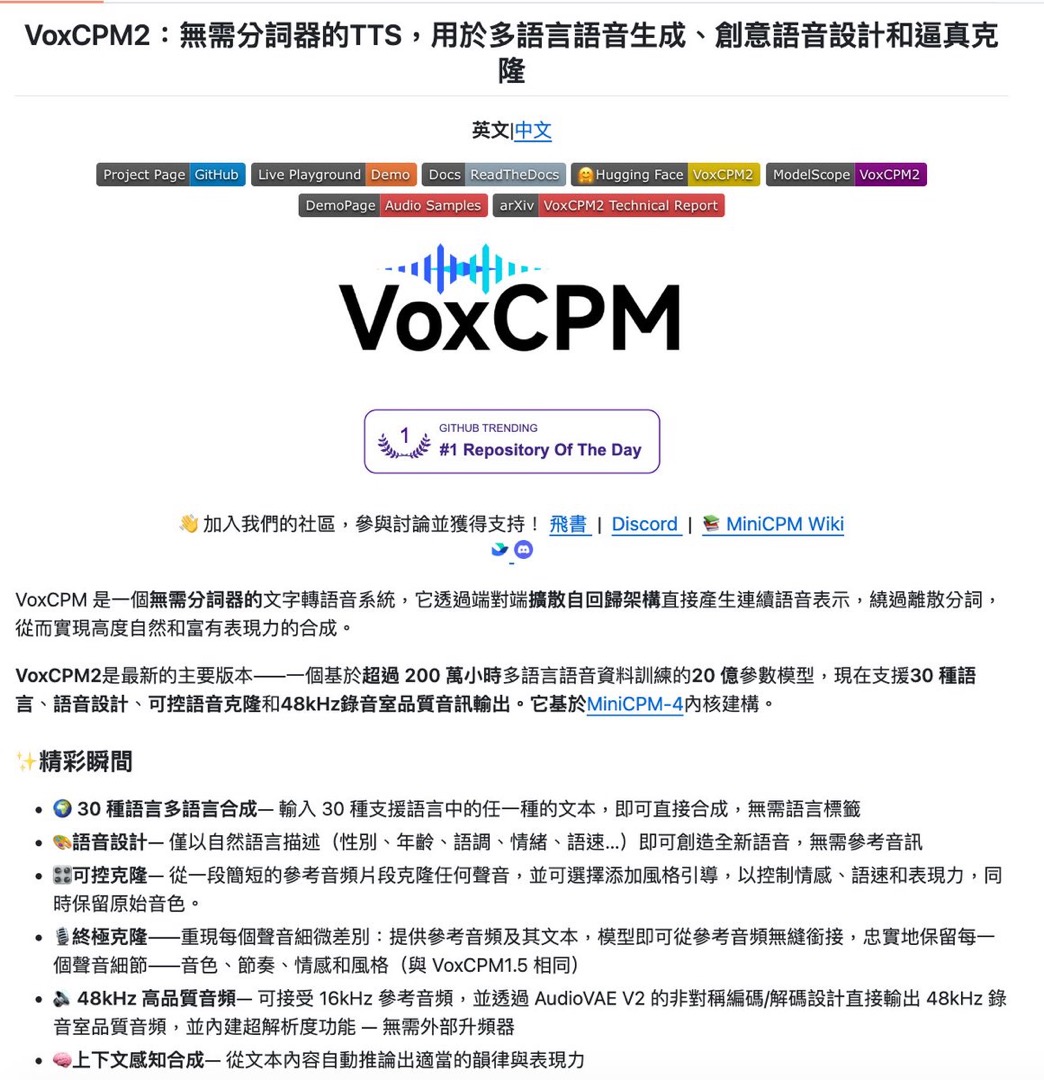 VoxCPM2：無需分詞器的TTS，用於多語言語音生成、創意語音設計和逼真克
隆
英文|中文
Project Page GitHub Live Playground Demo Docs ReadTheDocs 🤗Hugging Face VoxCPM2 ModelScope VoxCPM2
DemoPage Audio Samples arXiv VoxCPM2 Technical Report
VoxCPM
1
GITHUB TRENDING
#1 Repository Of The Day
👋 加入我們的社區，參與討論並獲得支持！ 飛書 | Discord | 📚 MiniCPM Wiki
VoxCPM 是一個無需分詞器的文字轉語音系統，它透過端對端擴散自回歸架構直接產生連續語音表示，繞過離散分詞，
從而實現高度自然和富有表現力的合成。
VoxCPM2是最新的主要版本——一個基於超過 200 萬小時多語言語音資料訓練的20 億參數模型，現在支援30 種語
言、語音設計、可控語音克隆和48kHz錄音室品質音訊輸出。它基於MiniCPM-4內核建構。
✨精彩瞬間
• 🌍 30 種語言多語言合成— 輸入 30 種支援語言中的任一種的文本，即可直接合成，無需語言標籤
• 🎨語音設計— 僅以自然語言描述（性別、年齡、語調、情緒、語速...）即可創造全新語音，無需參考音訊
• 🎛️可控克隆— 從一段簡短的參考音頻片段克隆任何聲音，並可選擇添加風格引導，以控制情感、語速和表現力，同
時保留原始音色。
• 🎙️終極克隆——重現每個聲音細微差別：提供參考音頻及其文本，模型即可從參考音頻無縫銜接，忠實地保留每一
個聲音細節——音色、節奏、情感和風格（與 VoxCPM1.5 相同）
• 🔊 48kHz 高品質音頻— 可接受 16kHz 參考音頻，並透過 AudioVAE V2 的非對稱編碼/解碼設計直接輸出 48kHz 錄
音室品質音頻，並內建超解析度功能 — 無需外部升頻器
• 🧠上下文感知合成— 從文本內容自動推論出適當的韻律與表現力